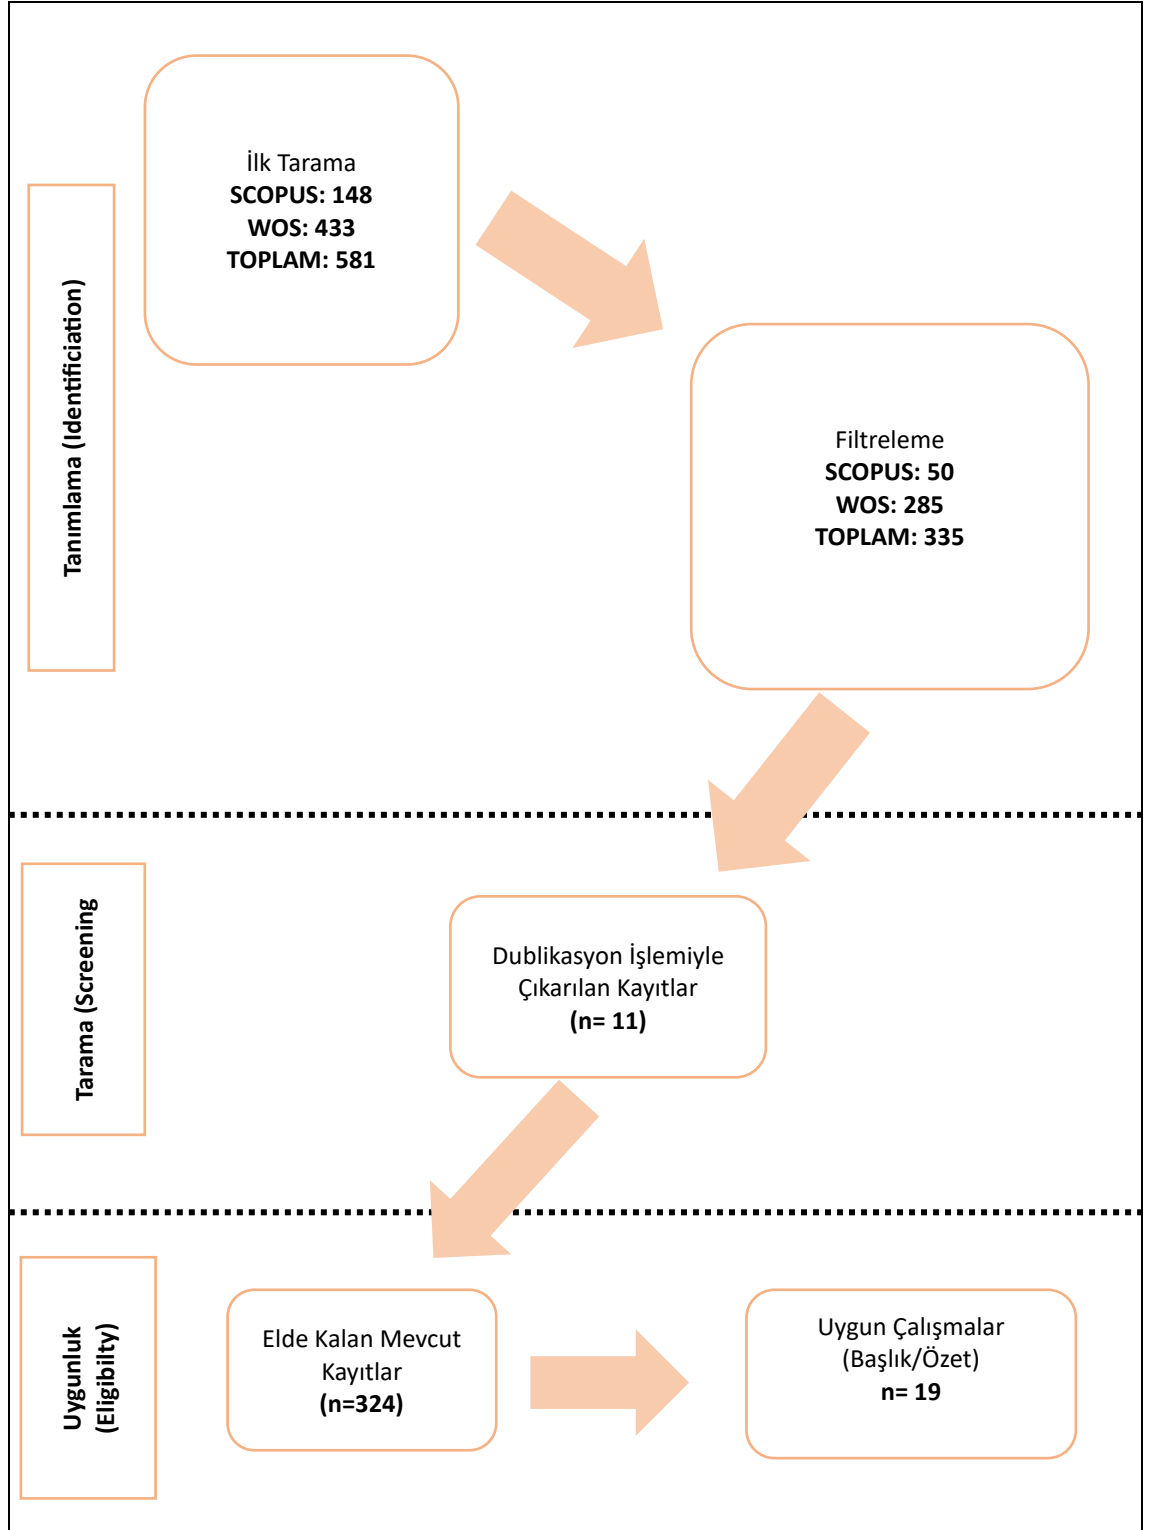 Tanımlama (Identificiation)
İlk Tarama
SCOPUS: 148
WOS: 433
TOPLAM: 581
Filtreleme
SCOPUS: 50
WOS: 285
TOPLAM: 335
Tarama (Screening
Dublikasyon İşlemiyle
Çıkarılan Kayıtlar
(n= 11)
Uygunluk
(Eligibilty)
Elde Kalan Mevcut
Kayıtlar
(n=324)
Uygun Çalışmalar
(Başlık/Özet)
n= 19